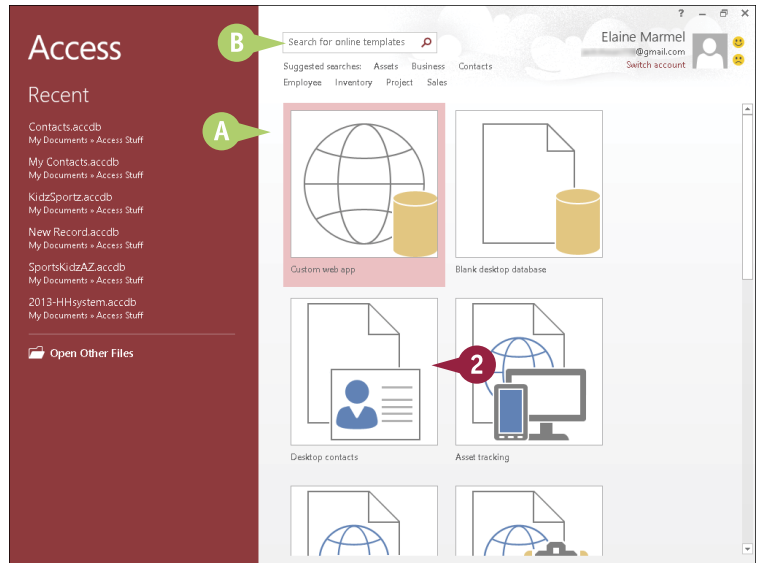 Access
Recent
Contacts.accdb
My Documents » Access Stuff
My Contacts.accdb
My Documents » Access Stuff
KidzSportz.accdb
My Documents » Access Stuff
New Record.accdb
My Documents » Access Stuff
SportsKidzAZ.accdb
My Documents » Access Stuff
2013-HHsystem.accdb
My Documents » Access Stuff
Open Other Files
?
B
Search for online templates
Suggested searches: Assets Business Contacts
Employee Inventory Project Sales
Elaine Marmel
@gmail.com
Switch account
A
Custom web app
Blank desktop database
2
Desktop contacts
Asset tracking